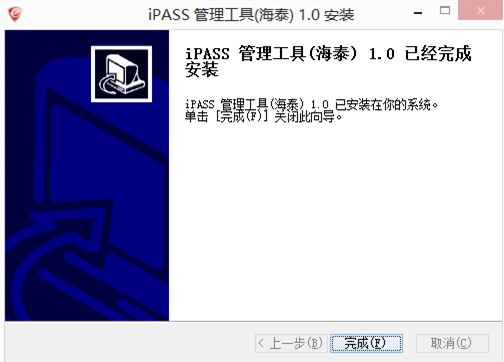 iPASS 管理工具(海泰) 1.0 安装
iPASS 管理工具(海泰) 1.0 已经完成
安装
iPASS 管理工具(海泰) 1.0 已安装在你的系统。
单击 [完成(F)] 关闭此向导。
< 上一步(B) 完成(F) 取消(C)